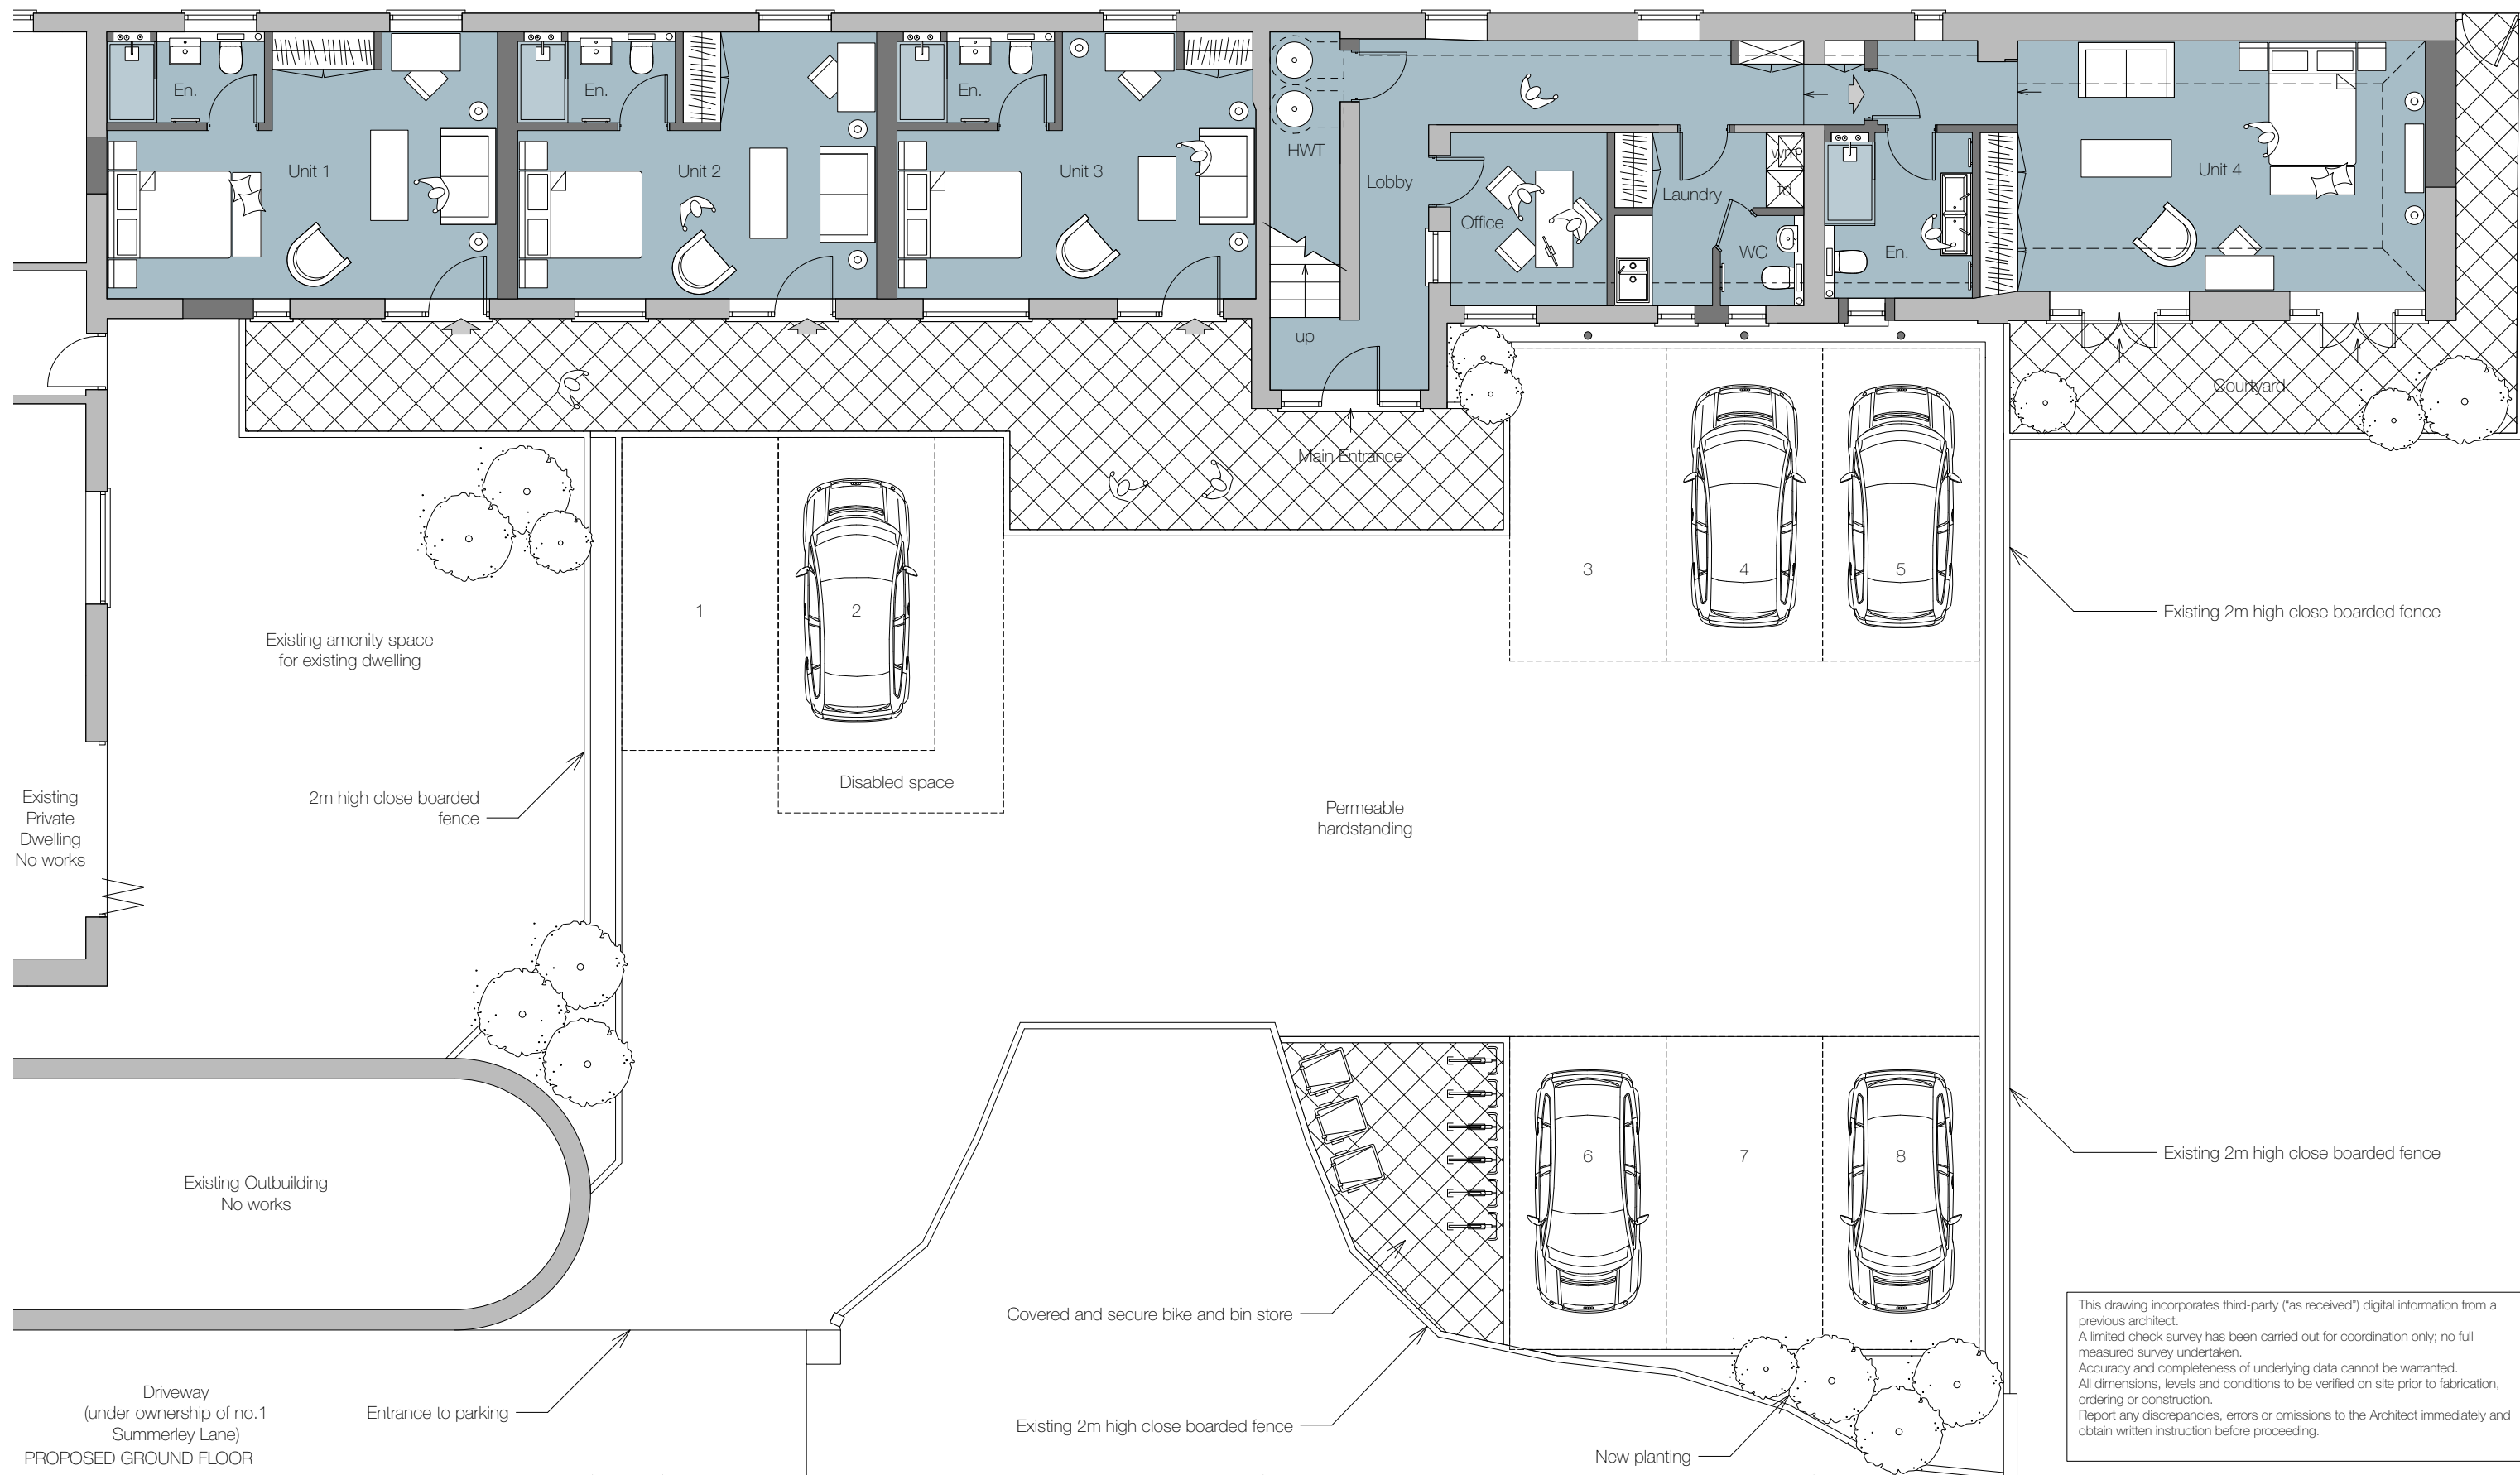 En.
En.
En.
Unit 1
Unit 2
Unit 3
HWT
Lobby
Office
Laundry
wm
td
WC
En.
Unit 4
up
Main Entrance
Courtyard
1
2
3
4
5
Disabled space
Existing amenity space
for existing dwelling
Existing 2m high close boarded fence
2m high close boarded
fence
Existing
Private
Dwelling
No works
Permeable
hardstanding
Existing Outbuilding
No works
6
7
8
Existing 2m high close boarded fence
Covered and secure bike and bin store
Existing 2m high close boarded fence
New planting
Entrance to parking
Driveway
(under ownership of no.1
Summerley Lane)
PROPOSED GROUND FLOOR
This drawing incorporates third-party ("as received") digital information from a
previous architect.
A limited check survey has been carried out for coordination only; no full
measured survey undertaken.
Accuracy and completeness of underlying data cannot be warranted.
All dimensions, levels and conditions to be verified on site prior to fabrication,
ordering or construction.
Report any discrepancies, errors or omissions to the Architect immediately and
obtain written instruction before proceeding.